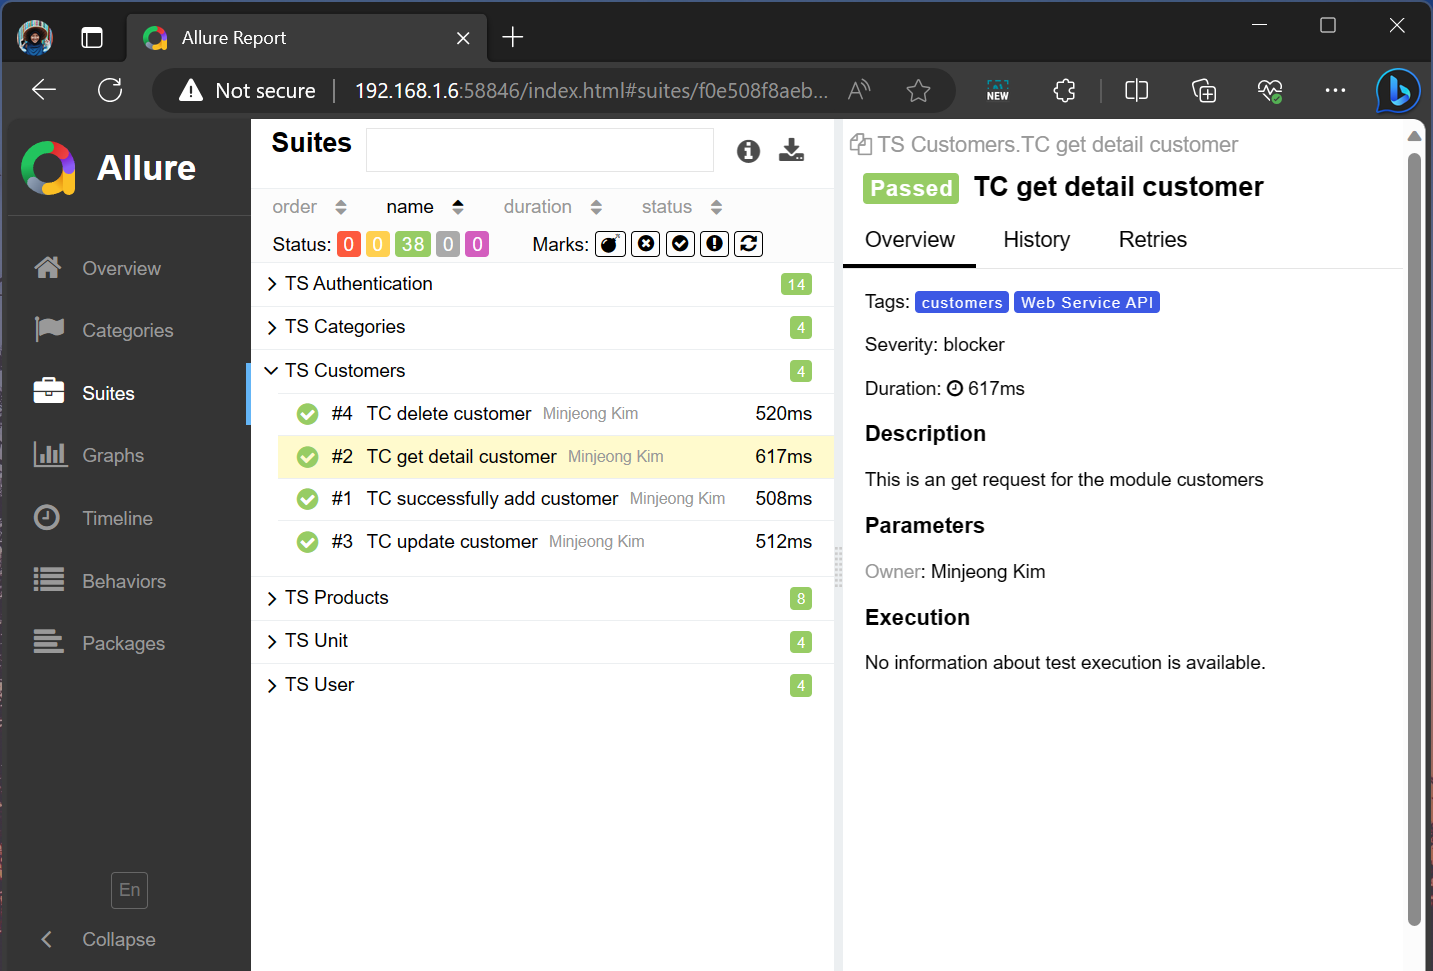 Allure Report
Not secure
192.168.1.6:58846/index.html#suites/f0e508f8aeb...
NEW
Allure
Overview
Categories
Suites
Graphs
Timeline
Behaviors
Packages
En
Collapse
Suites
order name duration status
Status: 0 0 38 0 0 Marks:
TS Authentication 14
TS Categories 4
TS Customers 4
#4 TC delete customer Minjeong Kim 520ms
#2 TC get detail customer Minjeong Kim 617ms
#1 TC successfully add customer Minjeong Kim 508ms
#3 TC update customer Minjeong Kim 512ms
TS Products 8
TS Unit 4
TS User 4
TS Customers.TC get detail customer
Passed TC get detail customer
Overview History Retries
Tags: customers Web Service API
Severity: blocker
Duration: 617ms
Description
This is an get request for the module customers
Parameters
Owner: Minjeong Kim
Execution
No information about test execution is available.